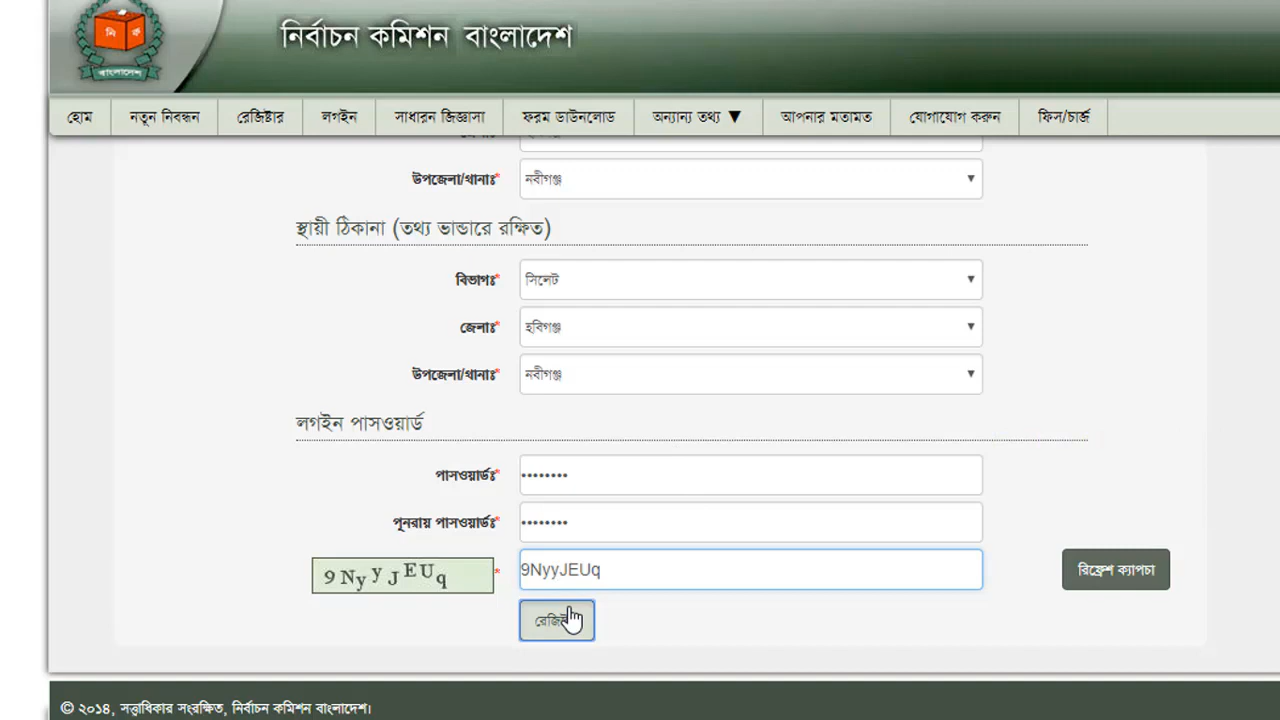 বাংলাদেশ
নির্বাচন কমিশন বাংলাদেশ
হোম নতুন নিবন্ধন রেজিষ্টার লগইন সাধারন জিজ্ঞাসা ফরম ডাউনলোড অন্যান্য তথ্য ▼ আপনার মতামত যোগাযোগ করুন ফিস/চার্জ
উপজেলা/থানাঃ* নবীগঞ্জ
স্থায়ী ঠিকানা (তথ্য ভান্ডারে রক্ষিত)
বিভাগঃ* সিলেট
জেলাঃ* হবিগঞ্জ
উপজেলা/থানাঃ* নবীগঞ্জ
লগইন পাসওয়ার্ড
পাসওয়ার্ডঃ* ••••••••
পূনরায় পাসওয়ার্ডঃ* ••••••••
9NyyJEUq * 9NyyJEUq রিফ্রেশ ক্যাপচা
© ২০১৪, সত্ত্বাধিকার সংরক্ষিত, নির্বাচন কমিশন বাংলাদেশ।